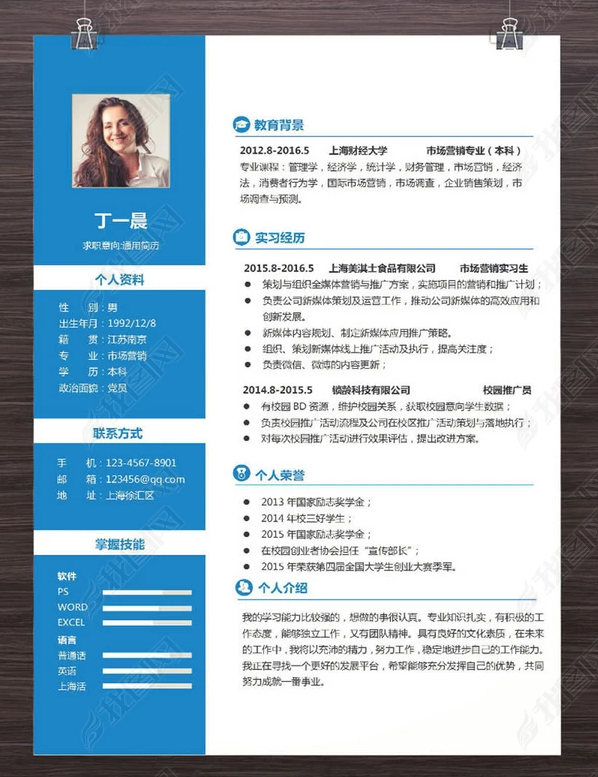 丁一晨
求职意向:通用简历
个人资料
性 别：男
出生年月：1992/12/8
籍 贯：江苏南京
专 业：市场营销
学 历：本科
政治面貌：党员
联系方式
手 机：123-4567-8901
邮 箱：123456@qq.com
地 址：上海徐汇区
掌握技能
软件
PS
WORD
EXCEL
语言
普通话
英语
上海活
教育背景
2012.8-2016.5 上海财经大学 市场营销专业（本科）
专业课程：管理学，经济学，统计学，财务管理，市场营销，经济
法，消费者行为学，国际市场营销，市场调查，企业销售策划，市
场调查与预测。
实习经历
2015.8-2016.5 上海美淇士食品有限公司 市场营销实习生
● 策划与组织全媒体营销与推广方案，实施项目的营销和推广计划；
● 负责公司新媒体策划及运营工作，推动公司新媒体的高效应用和
创新发展。
● 新媒体内容规划、制定新媒体应用推广策略。
● 组织、策划新媒体线上推广活动及执行，提高关注度；
● 负责微信、微博的内容更新；
2014.8-2015.5 锁龄科技有限公司 校园推广员
● 有校园 BD 资源，维护校园关系，获取校园意向学生数据；
● 负责校园推广活动流程及公司在校区推广活动策划与落地执行；
● 对每次校园推广活动进行效果评估，提出改进方案。
个人荣誉
● 2013 年国家励志奖学金；
● 2014 年校三好学生；
● 2015 年国家励志奖学金；
● 在校园创业者协会担任“宣传部长”；
● 2015 年荣获第四届全国大学生创业大赛季军。
个人介绍
我的学习能力比较强的，想做的事很认真。专业知识扎实，有积极的工
作态度，能够独立工作，又有团队精神。具有良好的文化素质，在未来
的工作中，我将以充沛的精力，努力工作，稳定地进步自己的工作能力。
我正在寻找一个更好的发展平台，希望能够充分发挥自己的优势，共同
努力成就一番事业。